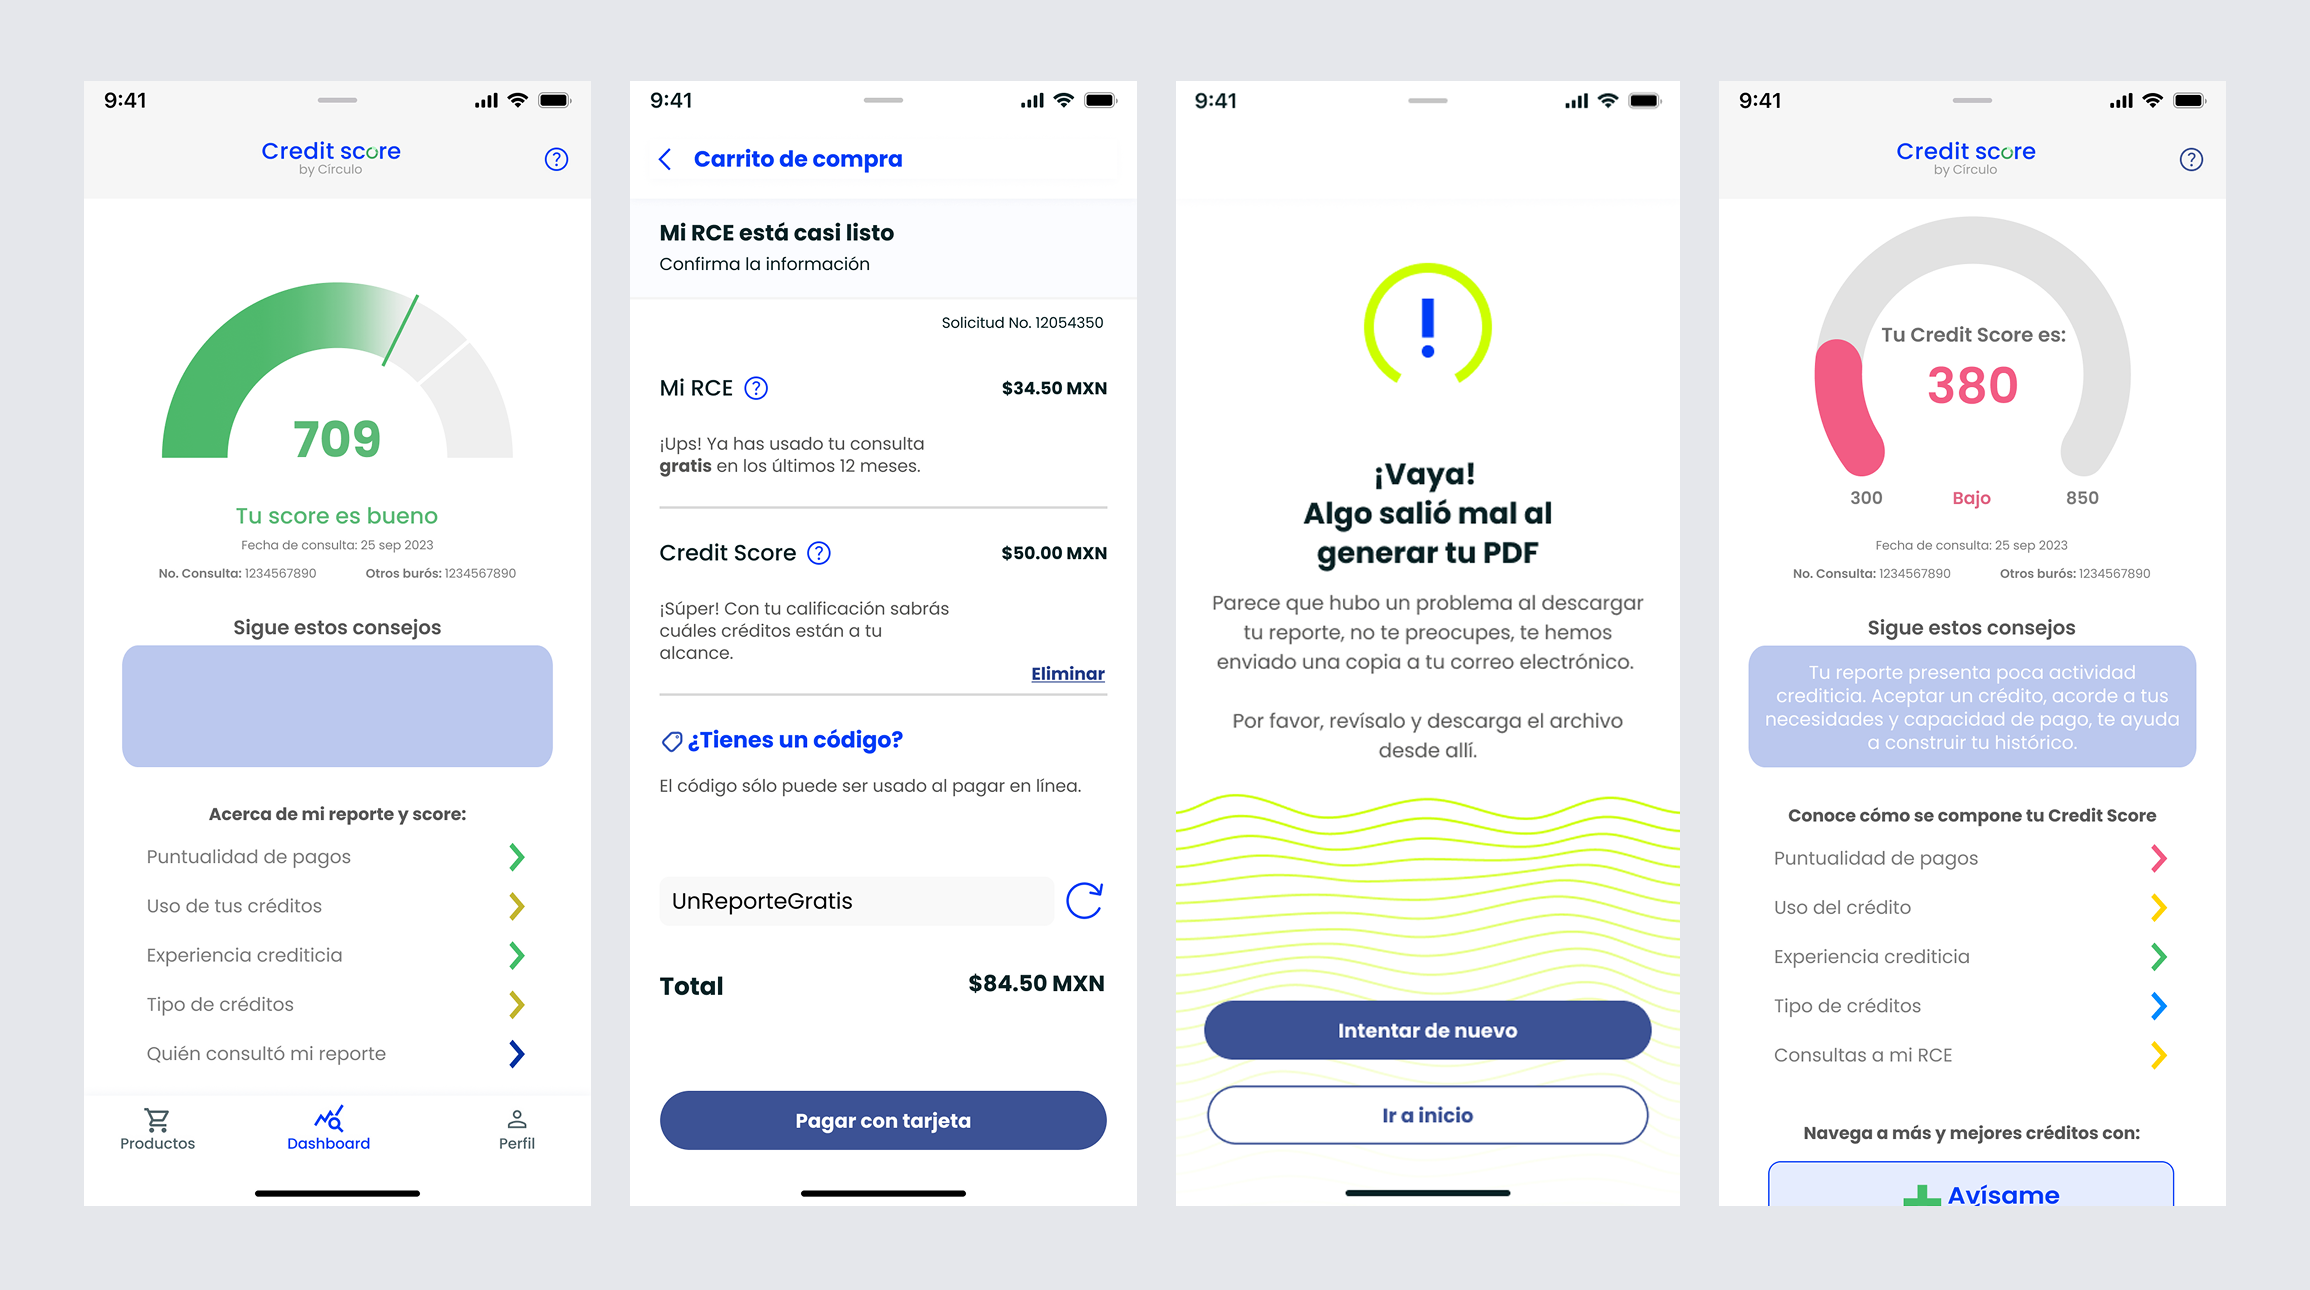 9:41
Credit score
by Círculo
709
Tu score es bueno
Fecha de consulta: 25 sep 2023
No. Consulta: 1234567890 Otros burós: 1234567890
Sigue estos consejos
Acerca de mi reporte y score:
Puntualidad de pagos
Uso de tus créditos
Experiencia crediticia
Tipo de créditos
Quién consultó mi reporte
Productos Dashboard Perfil
9:41
Carrito de compra
Mi RCE está casi listo
Confirma la información
Solicitud No. 12054350
Mi RCE ? $34.50 MXN
¡Ups! Ya has usado tu consulta
gratis en los últimos 12 meses.
Credit Score ? $50.00 MXN
¡Súper! Con tu calificación sabrás
cuáles créditos están a tu
alcance.
Eliminar
¿Tienes un código?
El código sólo puede ser usado al pagar en línea.
UnReporteGratis
Total $84.50 MXN
Pagar con tarjeta
9:41
!
¡Vaya!
Algo salió mal al
generar tu PDF
Parece que hubo un problema al descargar
tu reporte, no te preocupes, te hemos
enviado una copia a tu correo electrónico.
Por favor, revísalo y descarga el archivo
desde allí.
Intentar de nuevo
Ir a inicio
9:41
Credit score
by Círculo
Tu Credit Score es:
380
300 Bajo 850
Fecha de consulta: 25 sep 2023
No. Consulta: 1234567890 Otros burós: 1234567890
Sigue estos consejos
Tu reporte presenta poca actividad
crediticia. Aceptar un crédito, acorde a tus
necesidades y capacidad de pago, te ayuda
a construir tu histórico.
Conoce cómo se compone tu Credit Score
Puntualidad de pagos
Uso del crédito
Experiencia crediticia
Tipo de créditos
Consultas a mi RCE
Navega a más y mejores créditos con:
Avísame